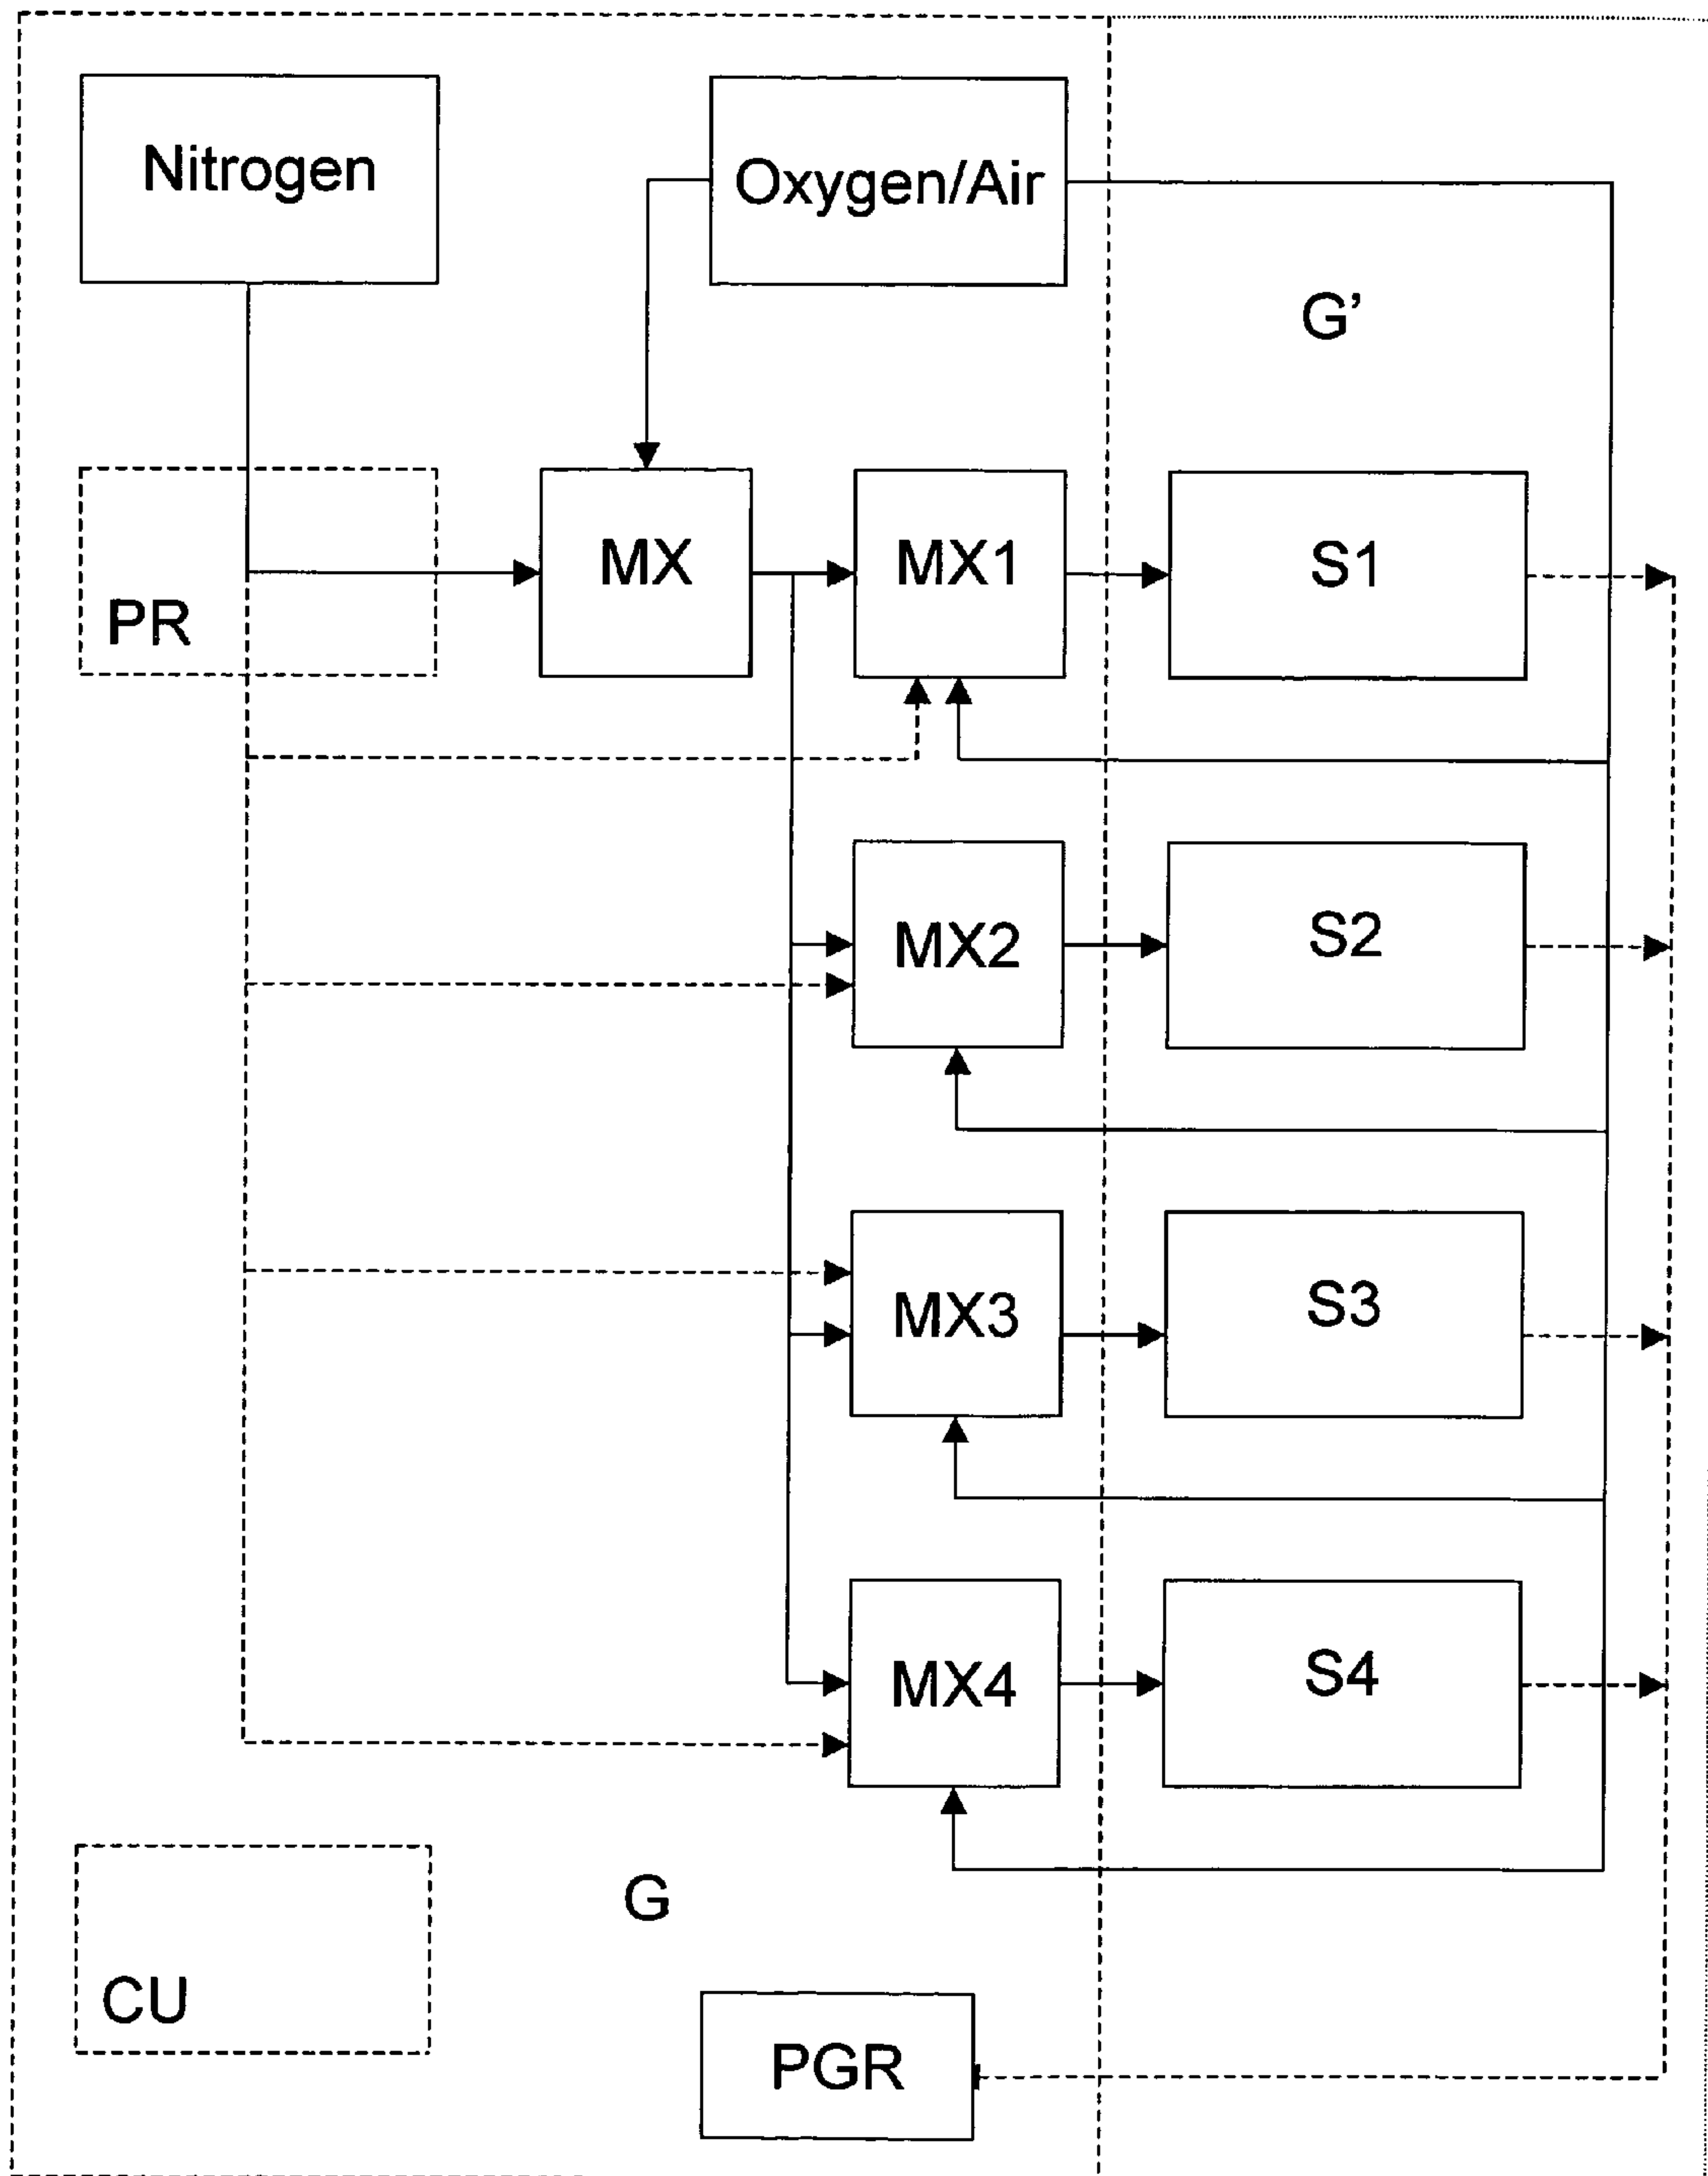 Nitrogen
Oxygen/Air
G’
PR
MX
MX1
S1
MX2
S2
MX3
S3
MX4
S4
G
CU
PGR